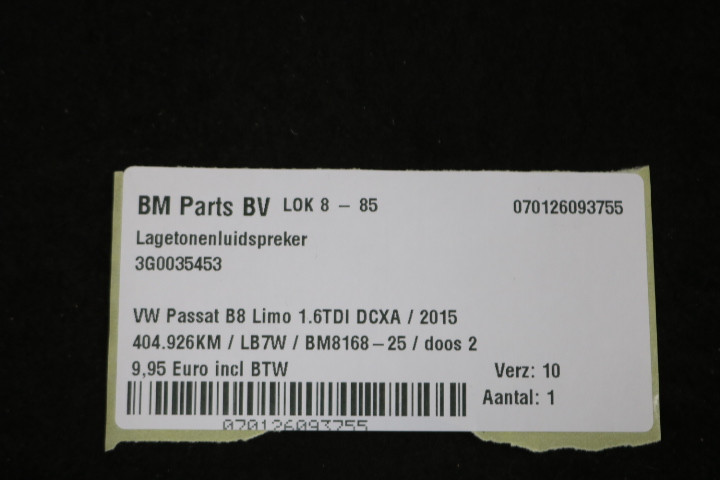 BM Parts BV LOK 8 - 85 070126093755
Lagetonenluidspreker
3G0035453
VW Passat B8 Limo 1.6TDI DCXA / 2015
404.926KM / LB7W / BM8168-25 / doos 2
9,95 Euro incl BTW Verz: 10
Aantal: 1
070126093755